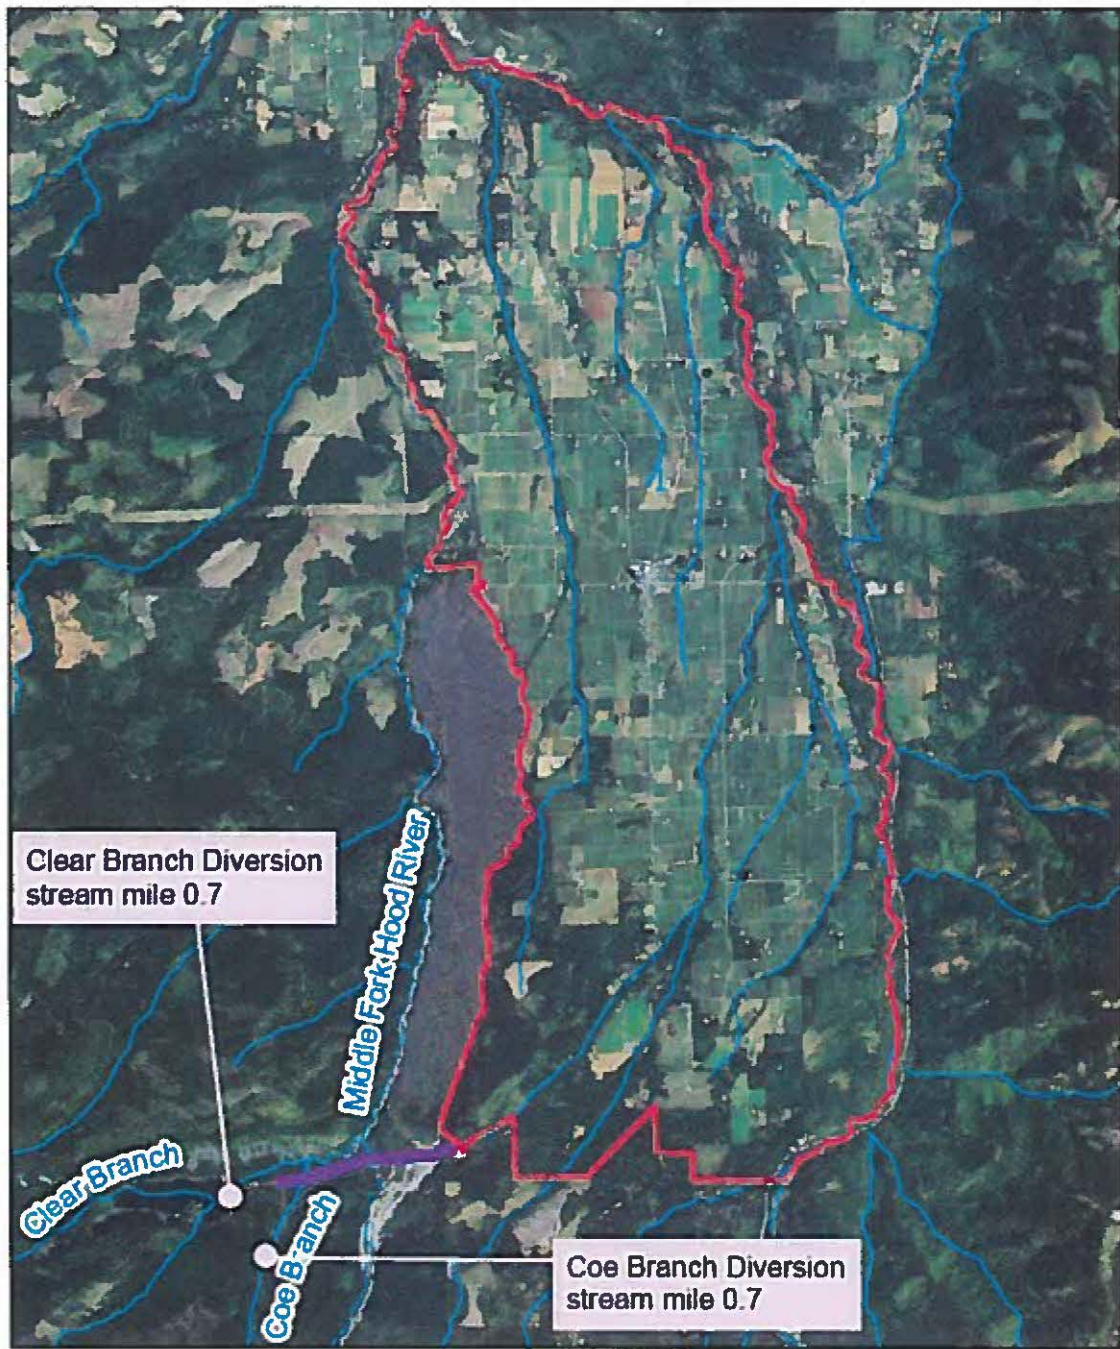 Clear Branch Diversion
stream mile 0.7
Middle Fork Hood River
Clear Branch
Coe Branch
Coe Branch Diversion
stream mile 0.7